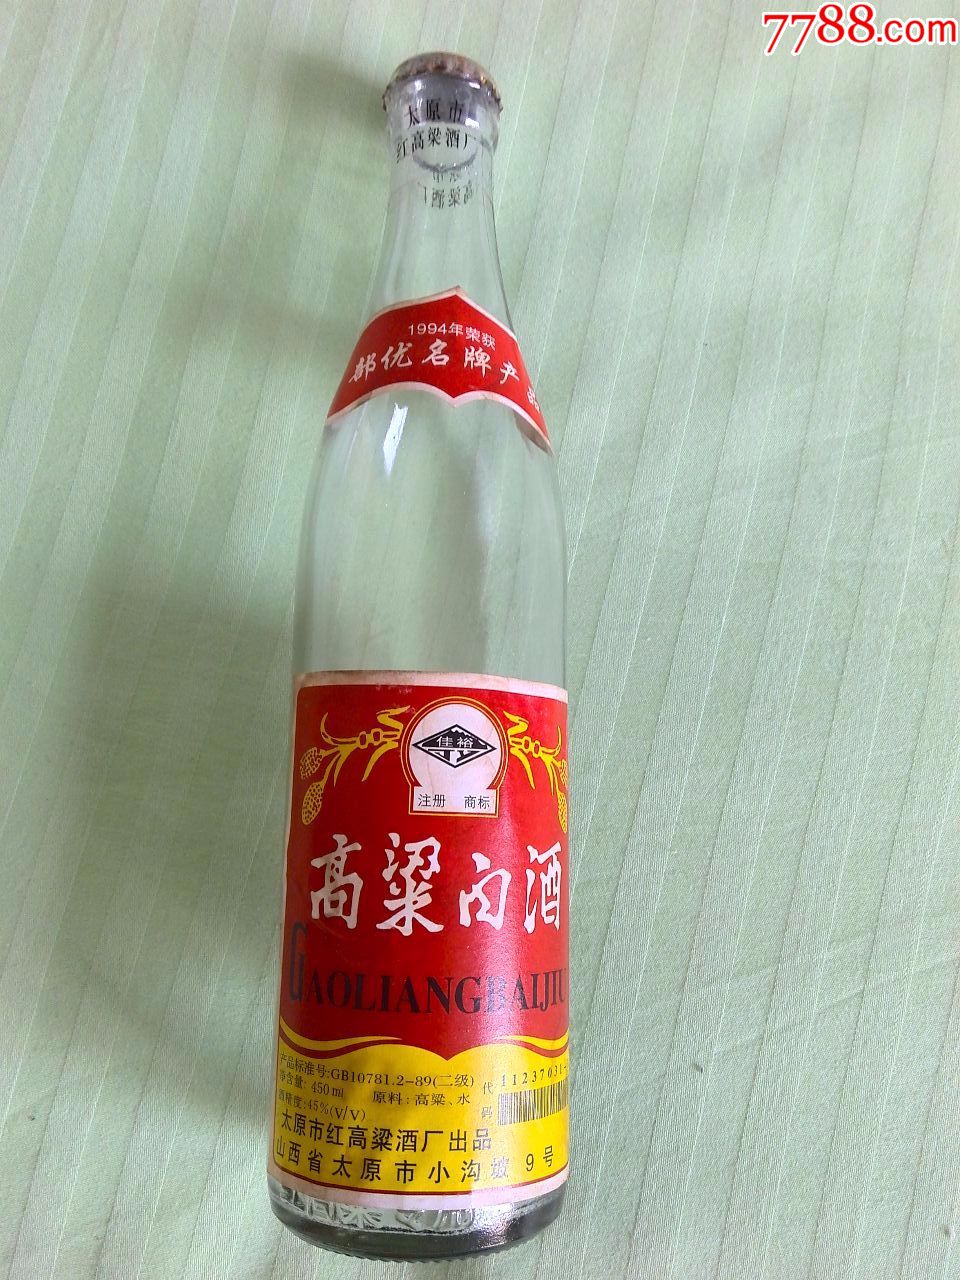 7788.com
太原市
红高粱酒厂
1994年荣获
部优名牌产品
佳裕
注册 商标
高粱白酒
GAOLIANGBAIJIU
产品标准号:GB10781.2-89(二级)
净含量: 450ml 原料:高粱、水
酒精度:45%(V/V)
代码 11237031-
太原市红高粱酒厂出品
山西省太原市小沟坡9号